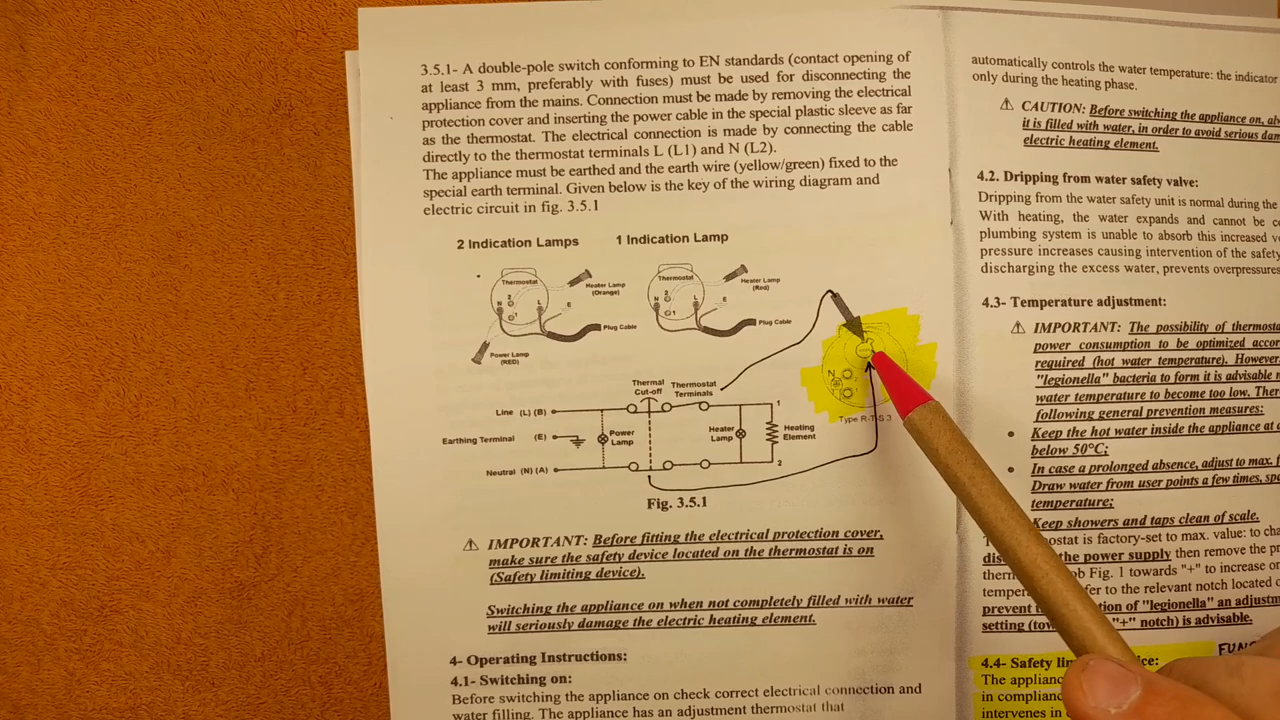 3.5.1- A double-pole switch conforming to EN standards (contact opening of
at least 3 mm, preferably with fuses) must be used for disconnecting the
appliance from the mains. Connection must be made by removing the electrical
protection cover and inserting the power cable in the special plastic sleeve as far
as the thermostat. The electrical connection is made by connecting the cable
directly to the thermostat terminals L (L1) and N (L2).
The appliance must be earthed and the earth wire (yellow/green) fixed to the
special earth terminal. Given below is the key of the wiring diagram and
electric circuit in fig. 3.5.1
2 Indication Lamps
1 Indication Lamp
Thermostat
Heater Lamp
(Orange)
2
N
L
E
1
Plug Cable
Power Lamp
(RED)
Thermostat
Heater Lamp
(Red)
2
N
L
E
1
Plug Cable
N
Type R-T-S 3
Thermal
Cut-off
Thermostat
Terminals
Line (L) (B)
1
Earthing Terminal (E)
Power
Lamp
Heater
Lamp
Heating
Element
Neutral (N) (A)
2
Fig. 3.5.1
⚠ IMPORTANT: Before fitting the electrical protection cover,
make sure the safety device located on the thermostat is on
(Safety limiting device).
Switching the appliance on when not completely filled with water
will seriously damage the electric heating element.
4- Operating Instructions:
4.1- Switching on:
Before switching the appliance on check correct electrical connection and
water filling. The appliance has an adjustment thermostat that
automatically controls the water temperature: the indicator
only during the heating phase.
⚠ CAUTION: Before switching the appliance on,
it is filled with water, in order to avoid serious
electric heating element.
4.2. Dripping from water safety valve:
Dripping from the water safety unit is normal during the
With heating, the water expands and cannot be
plumbing system is unable to absorb this increased
pressure increases causing intervention of the safety
discharging the excess water, prevents overpressures
4.3- Temperature adjustment:
⚠ IMPORTANT: The possibility of
power consumption to be optimized
required (hot water temperature). However,
"legionella" bacteria to form it is advisable
water temperature to become too low.
following general prevention measures:
• Keep the hot water inside the appliance at
below 50°C;
• In case a prolonged absence, adjust to max.
Draw water from user points a few times,
temperature;
Keep showers and taps clean of scale.
is factory-set to max. value: to
the power supply then remove the
Fig. 1 towards "+" to increase or
to the relevant notch located
prevent of "legionella" an
setting "+" notch) is advisable.
4.4- Safety
The
in
intervenes in